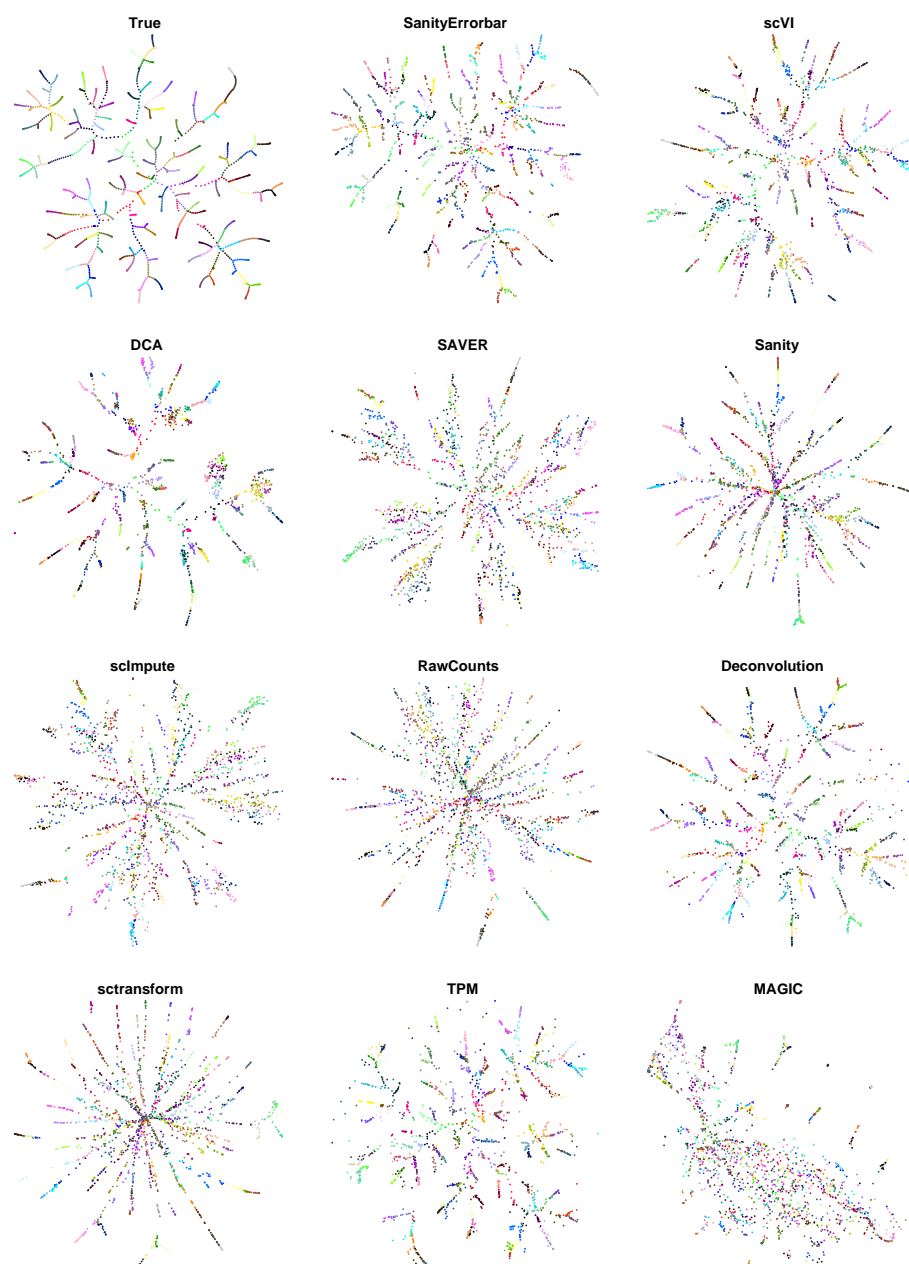 True
SanityErrorbar
scVI
DCA
SAVER
Sanity
scImpute
RawCounts
Deconvolution
sctransform
TPM
MAGIC